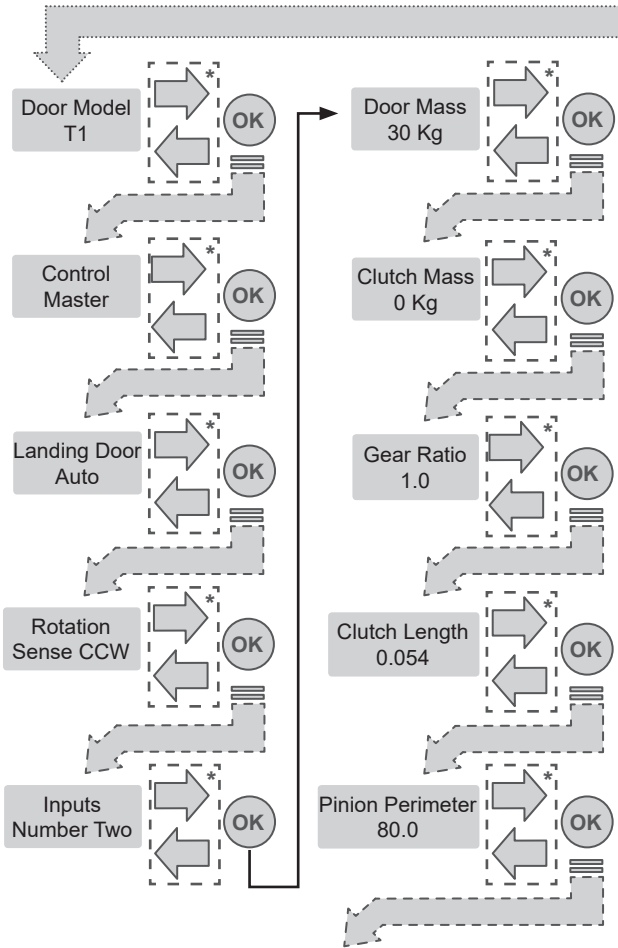 Door Model
T1
*
OK
Control
Master
*
OK
Landing Door
Auto
*
OK
Rotation
Sense CCW
*
OK
Inputs
Number Two
*
OK
Door Mass
30 Kg
*
OK
Clutch Mass
0 Kg
*
OK
Gear Ratio
1.0
*
OK
Clutch Length
0.054
*
OK
Pinion Perimeter
80.0
*
OK